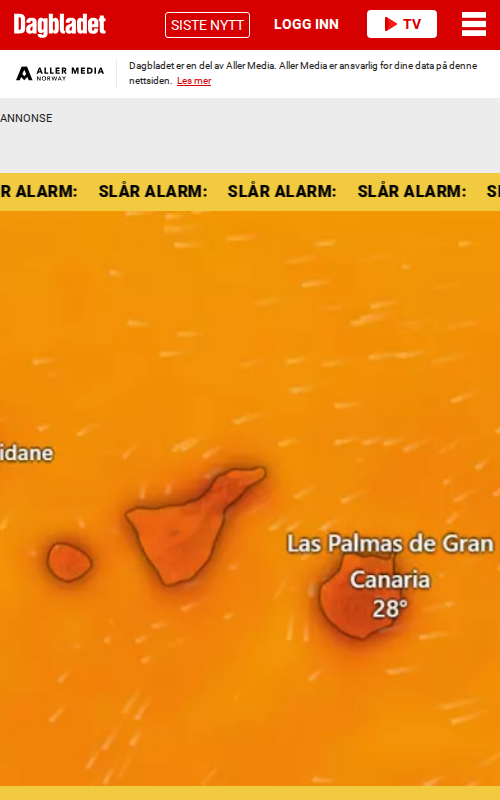 Dagbladet
SISTE NYTT
LOGG INN
TV
ALLER MEDIA
NORWAY
Dagbladet er en del av Aller Media. Aller Media er ansvarlig for dine data på denne
nettsiden. Les mer
ANNONSE
R ALARM: SLÅR ALARM: SLÅR ALARM: SLÅR ALARM: SL
idane
Las Palmas de Gran
Canaria
28°